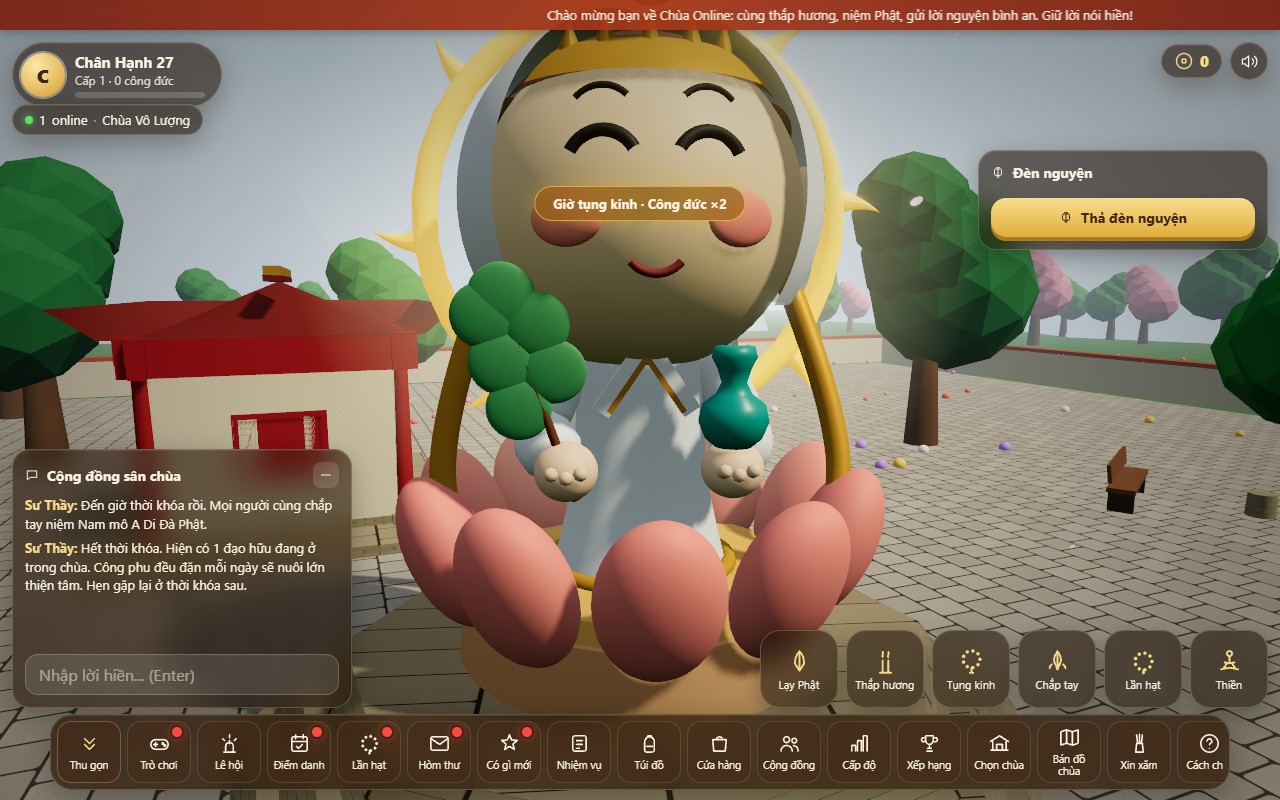 Chào mừng bạn về Chùa Online: cùng thắp hương, niệm Phật, gửi lời nguyện bình an. Giữ lời nói hiền!
C
Chân Hạnh 27
Cấp 1 · 0 công đức
1 online · Chùa Vô Lượng
0
Đèn nguyện
Thả đèn nguyện
Giờ tụng kinh · Công đức ×2
Cộng đồng sân chùa
Sư Thầy: Đến giờ thời khóa rồi. Mọi người cùng chắp
tay niệm Nam mô A Di Đà Phật.
Sư Thầy: Hết thời khóa. Hiện có 1 đạo hữu đang ở
trong chùa. Công phu đều đặn mỗi ngày sẽ nuôi lớn
thiện tâm. Hẹn gặp lại ở thời khóa sau.
Nhập lời hiền... (Enter)
Lạy Phật
Thắp hương
Tụng kinh
Chắp tay
Lần hạt
Thiền
Thu gọn
Trò chơi
Lễ hội
Điểm danh
Lần hạt
Hòm thư
Có gì mới
Nhiệm vụ
Túi đồ
Cửa hàng
Cộng đồng
Cấp độ
Xếp hạng
Chọn chùa
Bản đồ
chùa
Xin xăm
Cách ch